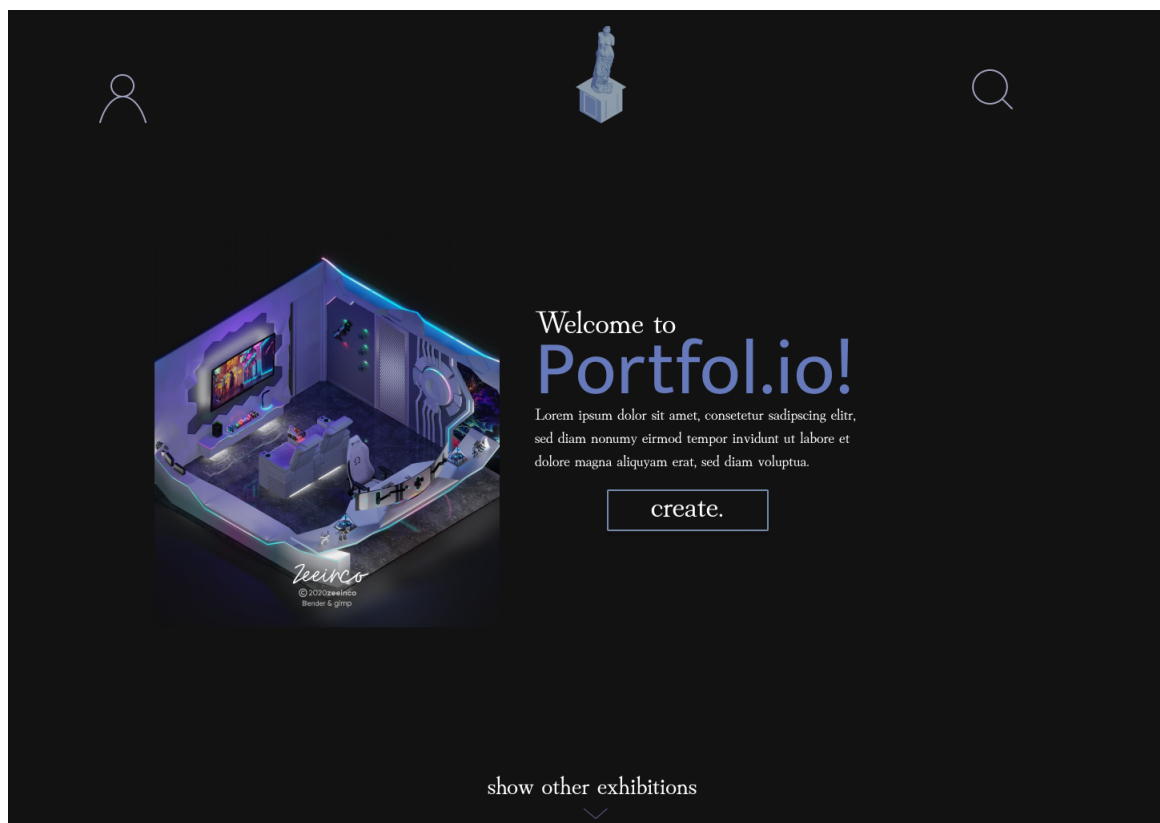 Welcome to
Portfol.io!
Lorem ipsum dolor sit amet, consetetur sadipscing elitr,
sed diam nonumy eirmod tempor invidunt ut labore et
dolore magna aliquyam erat, sed diam voluptua.
create.
Zeeinco
©2020zeeinco
Blender & gimp
show other exhibitions